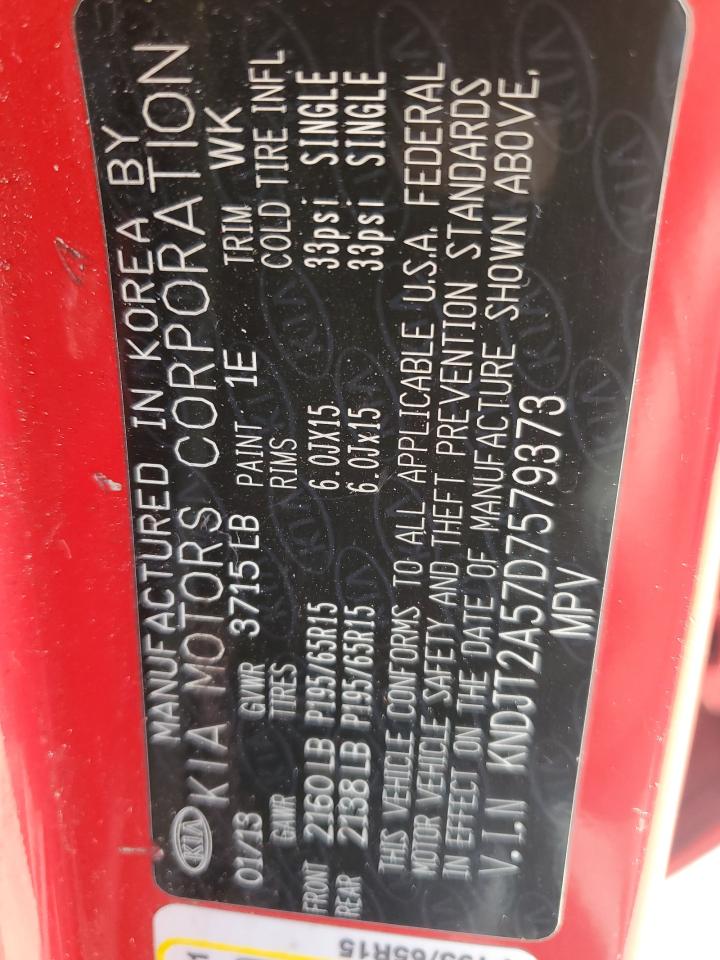 KIA
MANUFACTURED IN KOREA BY
KIA MOTORS CORPORATION
01/13 GVWR 3715 LB PAINT 1E TRIM WK
GAWR TIRES RIMS COLD TIRE INFL
FRONT 2160 LB P195/65R15 6.0JX15 33psi SINGLE
REAR 2138 LB P195/65R15 6.0Jx15 33psi SINGLE
THIS VEHICLE CONFORMS TO ALL APPLICABLE U.S.A. FEDERAL
MOTOR VEHICLE SAFETY AND THEFT PREVENTION STANDARDS
IN EFFECT ON THE DATE OF MANUFACTURE SHOWN ABOVE.
V.I.N KNDJT2A57D7579373
MPV